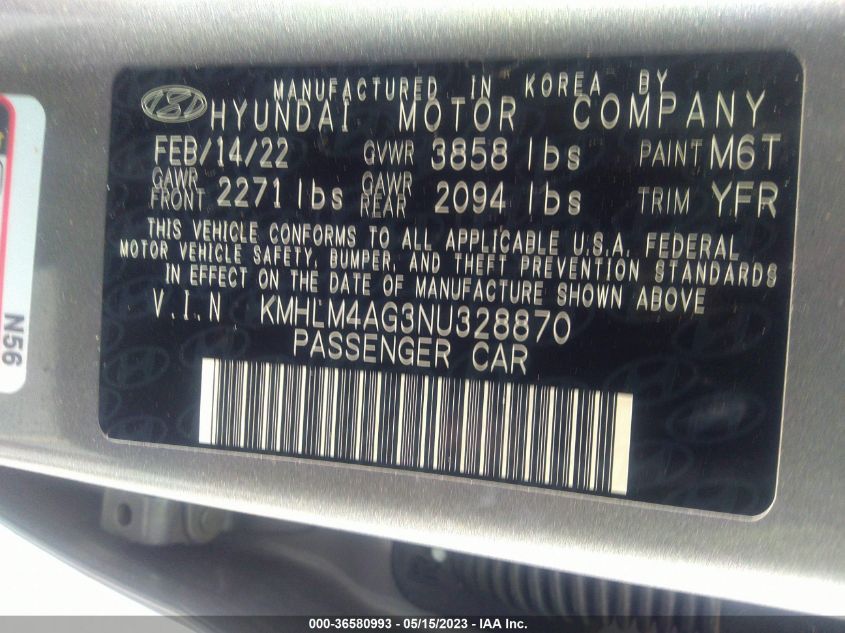 MANUFACTURED IN KOREA BY
HYUNDAI MOTOR COMPANY
FEB/14/22 GVWR 3858 lbs PAINT M6T
GAWR FRONT 2271 lbs GAWR REAR 2094 lbs TRIM YFR
THIS VEHICLE CONFORMS TO ALL APPLICABLE U.S.A. FEDERAL
MOTOR VEHICLE SAFETY, BUMPER, AND THEFT PREVENTION STANDARDS
IN EFFECT ON THE DATE OF MANUFACTURE SHOWN ABOVE
V.I.N KMHLM4AG3NU328870
PASSENGER CAR
N56
000-36580993 - 05/15/2023 - IAA Inc.